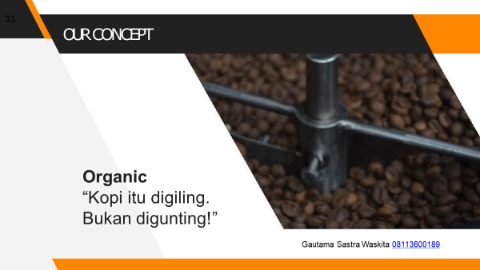 33
OUR CONCEPT
Organic
“Kopi itu digiling.
Bukan digunting!”
Gautama Sastra Waskita 08113600189